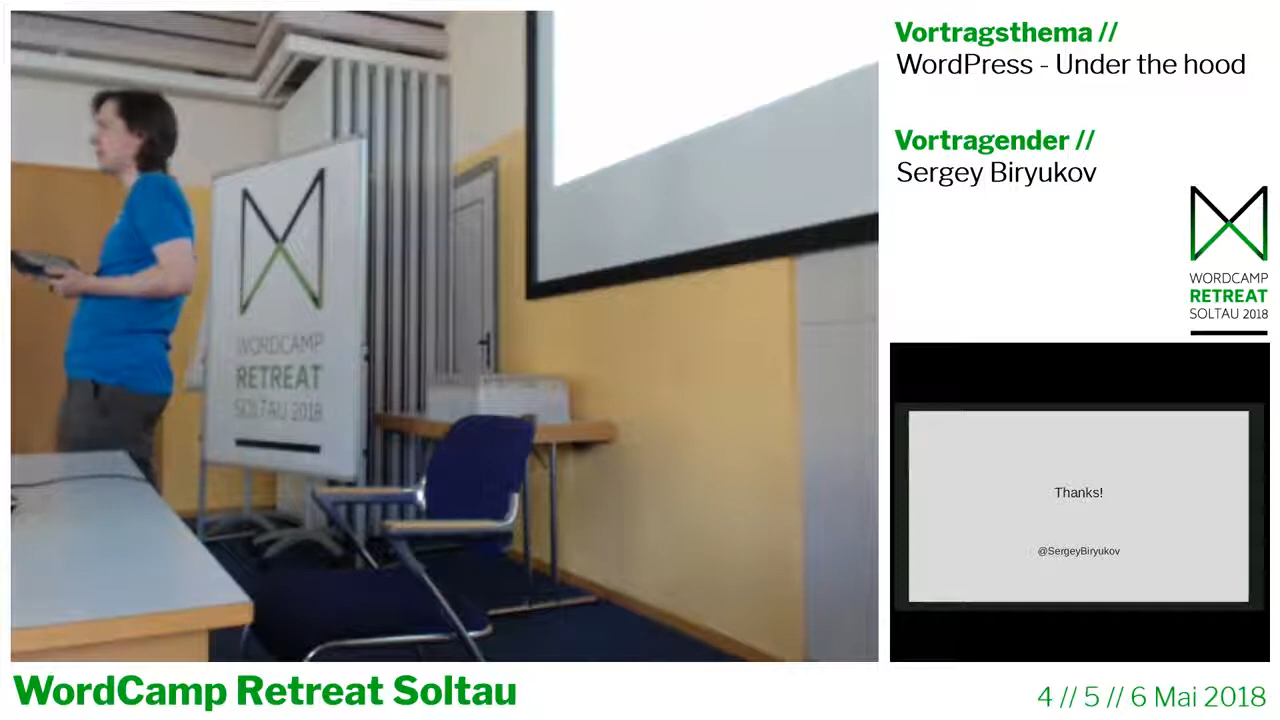 WORDCAMP
RETREAT
SOLTAU 2018
Vortragsthema //
WordPress - Under the hood
Vortragender //
Sergey Biryukov
WORDCAMP
RETREAT
SOLTAU 2018
Thanks!
@SergeyBiryukov
WordCamp Retreat Soltau
4 // 5 // 6 Mai 2018